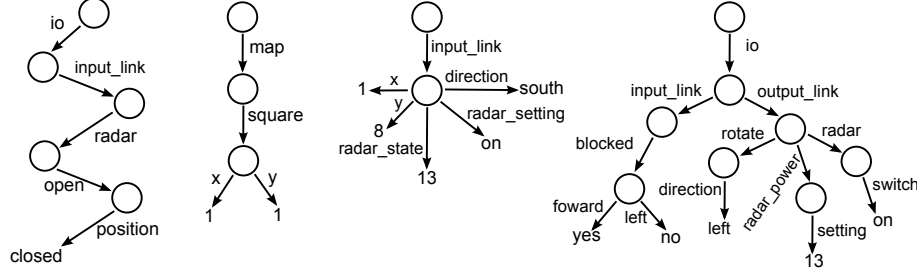 io
input_link
radar
open
position
closed
map
square
x
y
1
1
input_link
1
x
direction
south
y
8
radar_setting
on
radar_state
13
io
input_link
output_link
blocked
rotate
radar
foward
left
yes
no
direction
left
radar_power
switch
on
setting
13